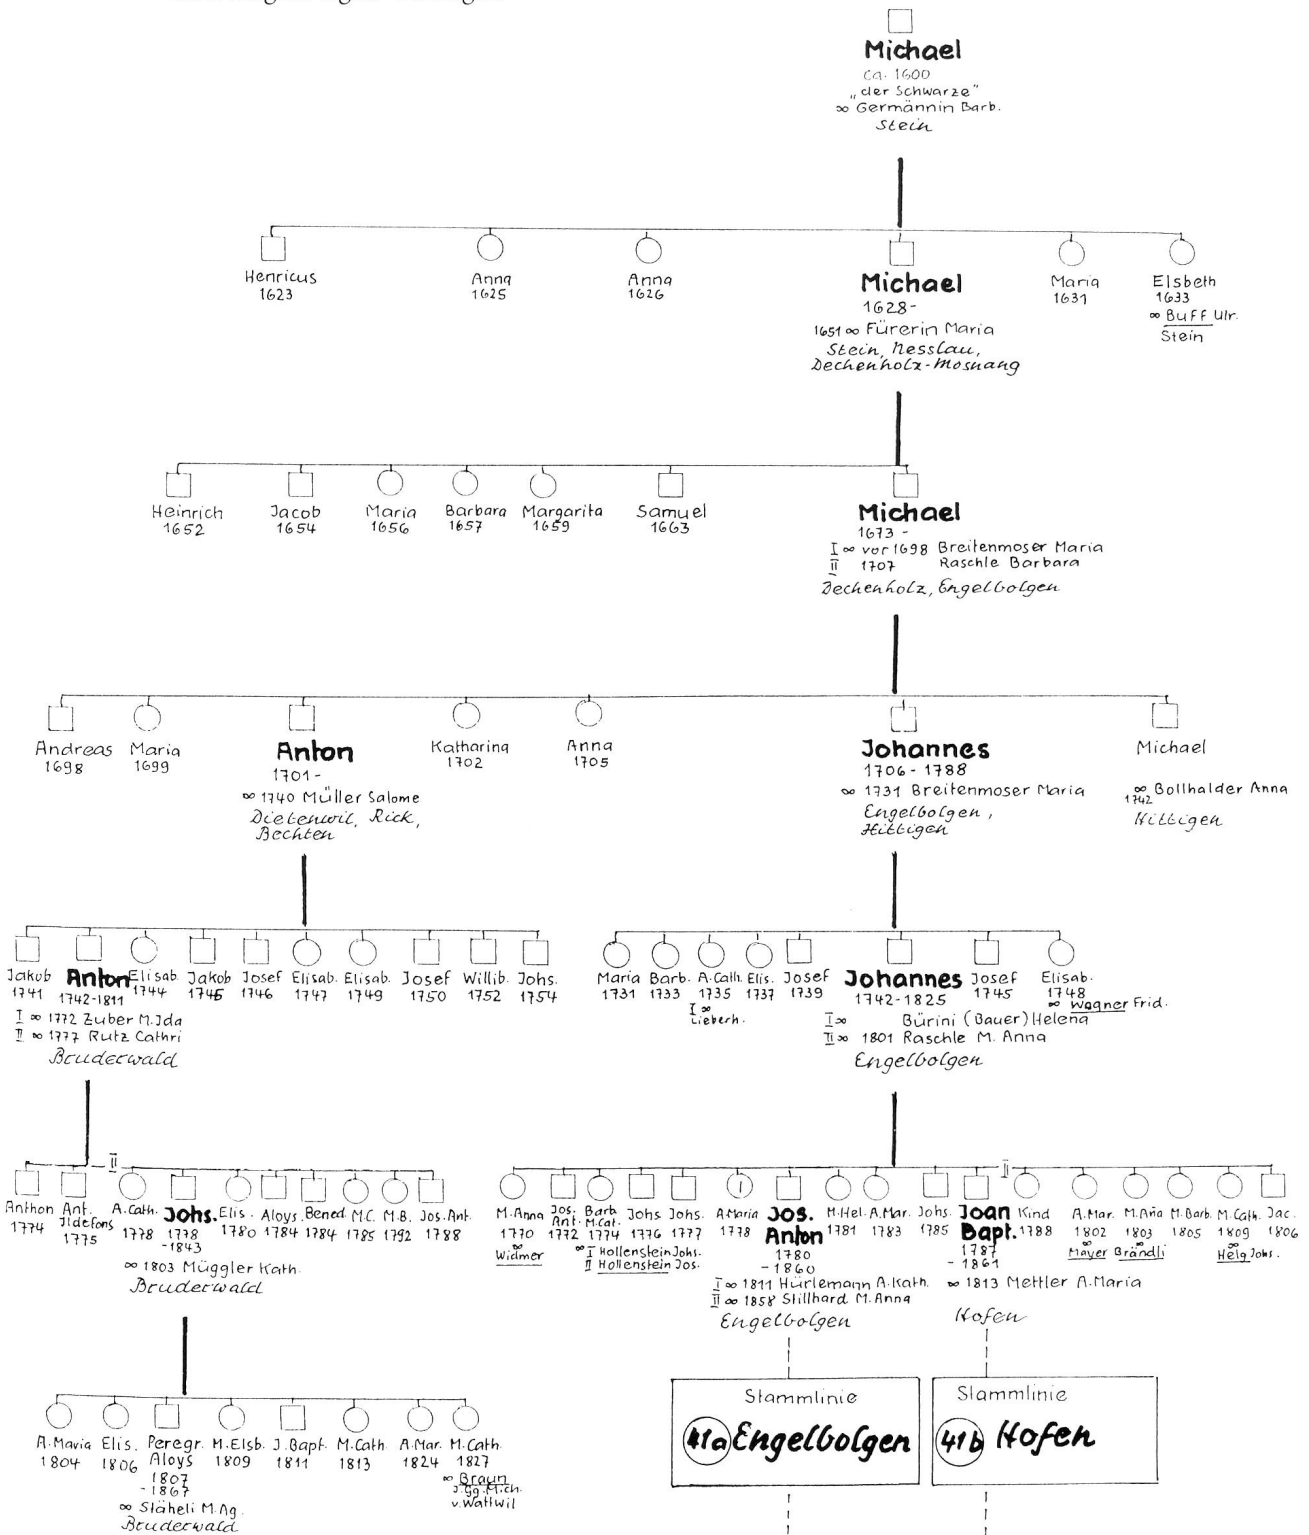 Michael
ca. 1600
„der Schwarze"
∞ Germännin Barb.
Stein
Henricus
1623
Anna
1625
Anna
1626
Michael
1628-
1651 ∞ Fürerin Maria
Stein, Nesslau,
Dechenholz-Mosnang
Maria
1631
Elsbeth
1633
∞ Buff Ulr.
Stein
Heinrich
1652
Jacob
1654
Maria
1656
Barbara
1657
Margarita
1659
Samuel
1663
Michael
1673 -
I ∞ vor 1698 Breitenmoser Maria
II 1707 Raschle Barbara
Dechenholz, Engelbolgen
Andreas
1698
Maria
1699
Anton
1701-
∞ 1740 Müller Salome
Dietenwil, Rick,
Bechten
Katharina
1702
Anna
1705
Johannes
1706 - 1788
∞ 1731 Breitenmoser Maria
Engelbolgen,
Hittigen
Michael
∞ Bollhalder Anna
1742
Hittigen
Jakob
1741
Anton
1742-1811
I ∞ 1772 Zuber M. Ida
II ∞ 1777 Rutz Cathri
Bruderwald
Elisab.
1744
Jakob
1745
Josef
1746
Elisab.
1747
Elisab.
1749
Josef
1750
Willib.
1752
Johs.
1754
Maria
1731
Barb.
1733
A.Cath.
1735
I ∞
Lieberh.
Elis.
1737
Josef
1739
Johannes
1742-1825
I ∞ Bürini (Bauer) Helena
II ∞ 1801 Raschle M. Anna
Engelbolgen
Josef
1745
Elisab.
1748
∞ Wagner Frid.
II
Anthon
1774
Ant.
Ildefons
1775
A.Cath.
1778
Johs.
1778
-1843
∞ 1803 Müggler Kath.
Bruderwald
Elis.
1780
Aloys
1784
Bened.
1784
M.C.
1785
M.B.
1792
Jos.Ant.
1788
II
M.Anna
1770
∞
Widmer
Jos.
Ant.
1772
Barb
M.Cat.
1774
∞ I Hollenstein Johs.
II Hollenstein Jos.
Johs
1776
Johs.
1777
A.Maria
1778
Jos.
Anton
1780
- 1860
I ∞ 1811 Hürlemann A.Kath.
II ∞ 1858 Stillhard M.Anna
Engelbolgen
M.Hel.
1781
A.Mar.
1783
Johs.
1785
Joan
Bapt.
1787
- 1861
∞ 1813 Mettler A.Maria
Hofen
Kind
1788
A.Mar.
1802
∞
Mayer
M.Aña
1803
∞
Brändli
M.Barb.
1805
M.Cath.
1809
∞
Helg Johs.
Jac.
1806
Stammlinie
41a Engelbolgen
Stammlinie
41b Hofen
A.Maria
1804
Elis.
1806
Peregr.
Aloys
1807
- 1867
∞ Stäheli M.Ag.
Bruderwald
M.Elsb.
1809
J.Bapt.
1811
M.Cath.
1813
A.Mar.
1824
M.Cath.
1827
∞ Braun
J.Gg.Mich.
v.Wattwil